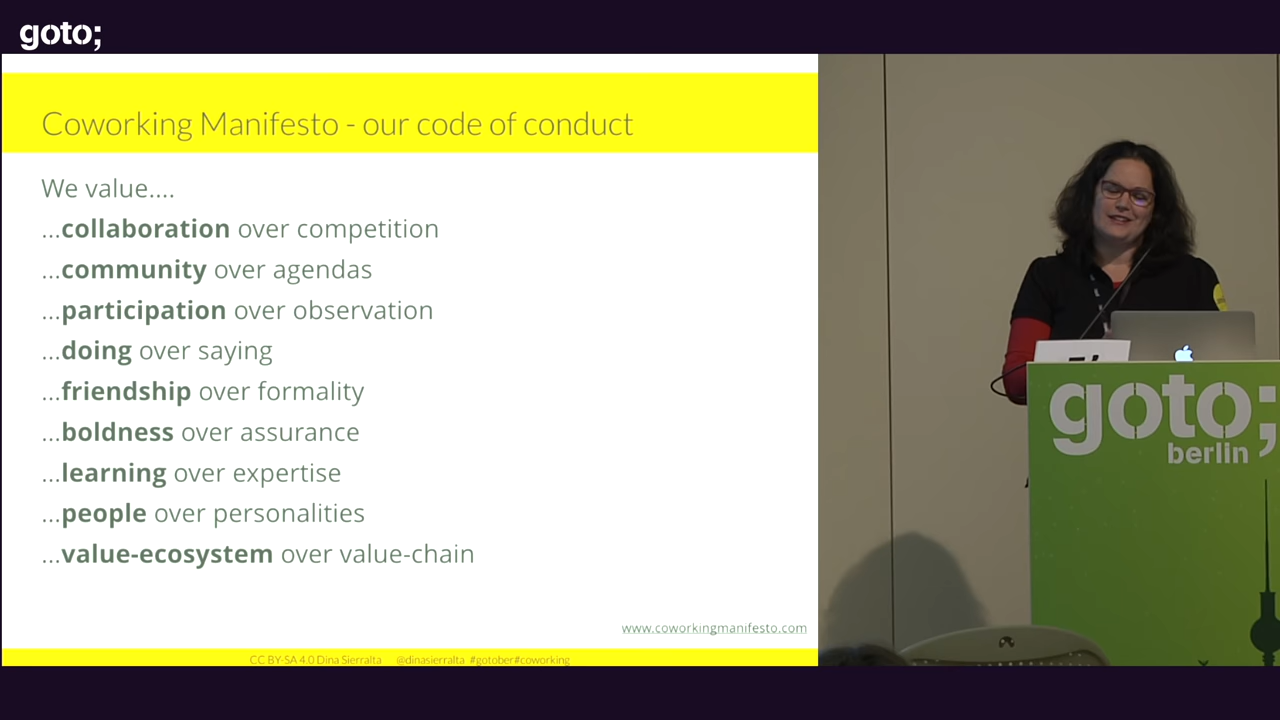 goto;
Coworking Manifesto - our code of conduct
We value....
...collaboration over competition
...community over agendas
...participation over observation
...doing over saying
...friendship over formality
...boldness over assurance
...learning over expertise
...people over personalities
...value-ecosystem over value-chain
www.coworkingmanifesto.com
CC BY-SA 4.0 Dina Sierralta @dinasierralta #gotober#coworking
goto;
berlin